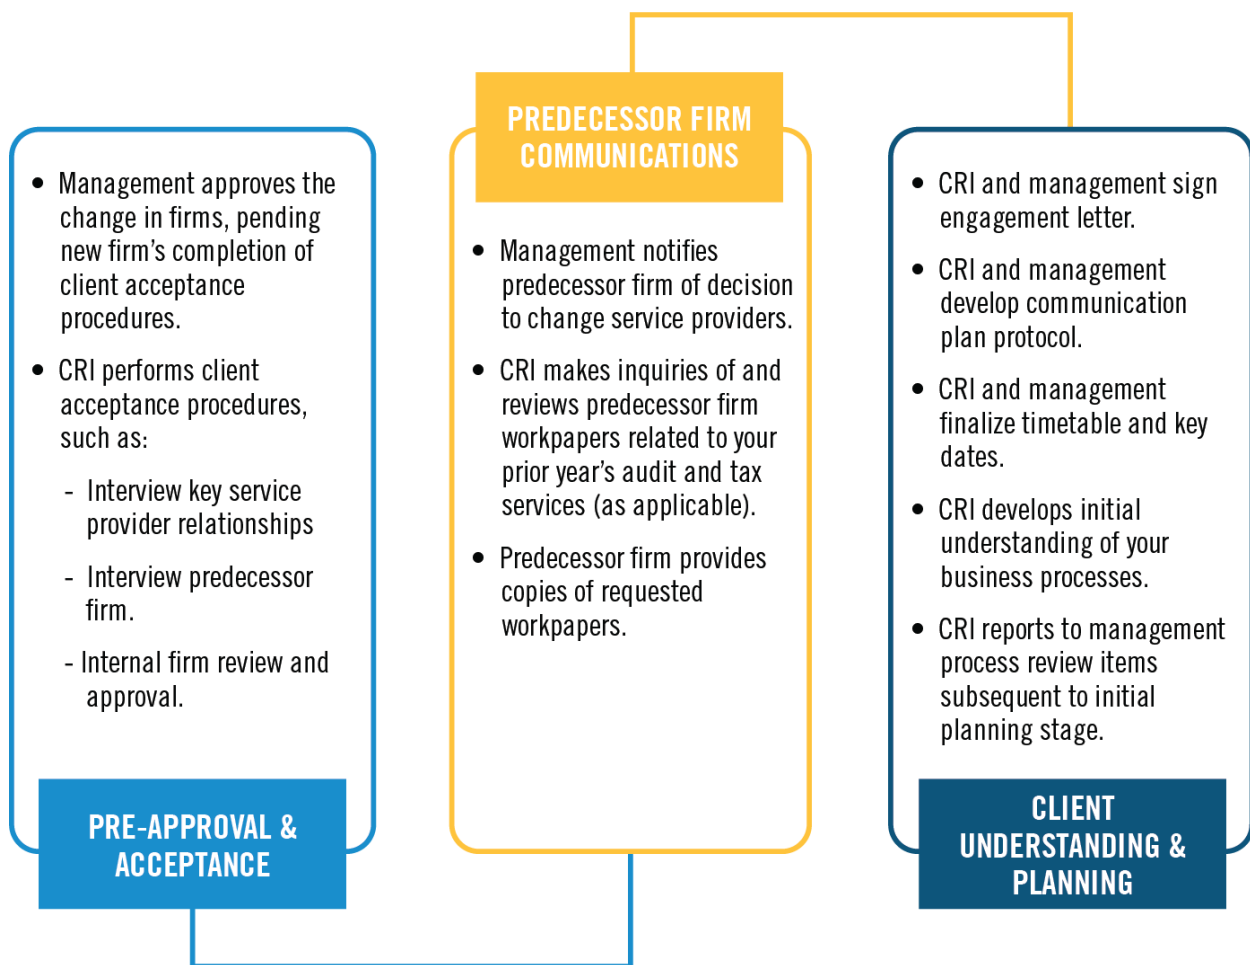 • Management approves the
change in firms, pending
new firm’s completion of
client acceptance
procedures.
• CRI performs client
acceptance procedures,
such as:
- Interview key service
provider relationships
- Interview predecessor
firm.
- Internal firm review and
approval.
PRE-APPROVAL &
ACCEPTANCE
PREDECESSOR FIRM
COMMUNICATIONS
• Management notifies
predecessor firm of decision
to change service providers.
• CRI makes inquiries of and
reviews predecessor firm
workpapers related to your
prior year’s audit and tax
services (as applicable).
• Predecessor firm provides
copies of requested
workpapers.
• CRI and management sign
engagement letter.
• CRI and management
develop communication
plan protocol.
• CRI and management
finalize timetable and key
dates.
• CRI develops initial
understanding of your
business processes.
• CRI reports to management
process review items
subsequent to initial
planning stage.
CLIENT
UNDERSTANDING &
PLANNING